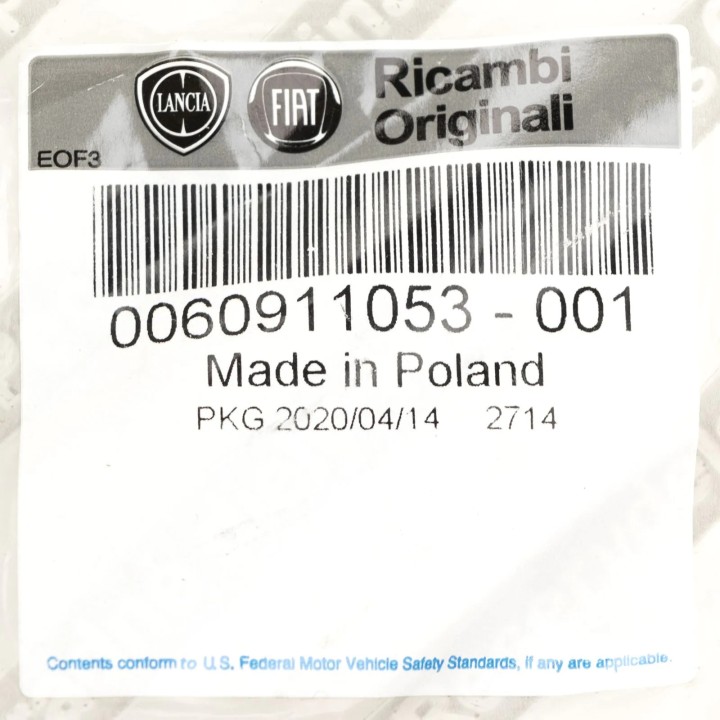 LANCIA FIAT Ricambi
Originali
EOF3
0060911053 - 001
Made in Poland
PKG 2020/04/14 2714
Contents conform to U.S. Federal Motor Vehicle Safety Standards, if any are applicable.